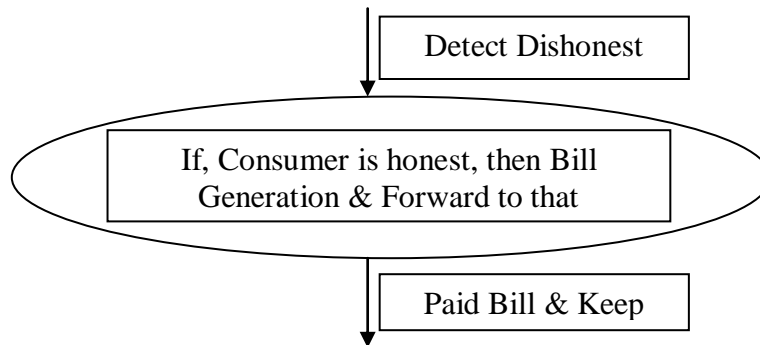 Detect Dishonest
If, Consumer is honest, then Bill
Generation & Forward to that
Paid Bill & Keep